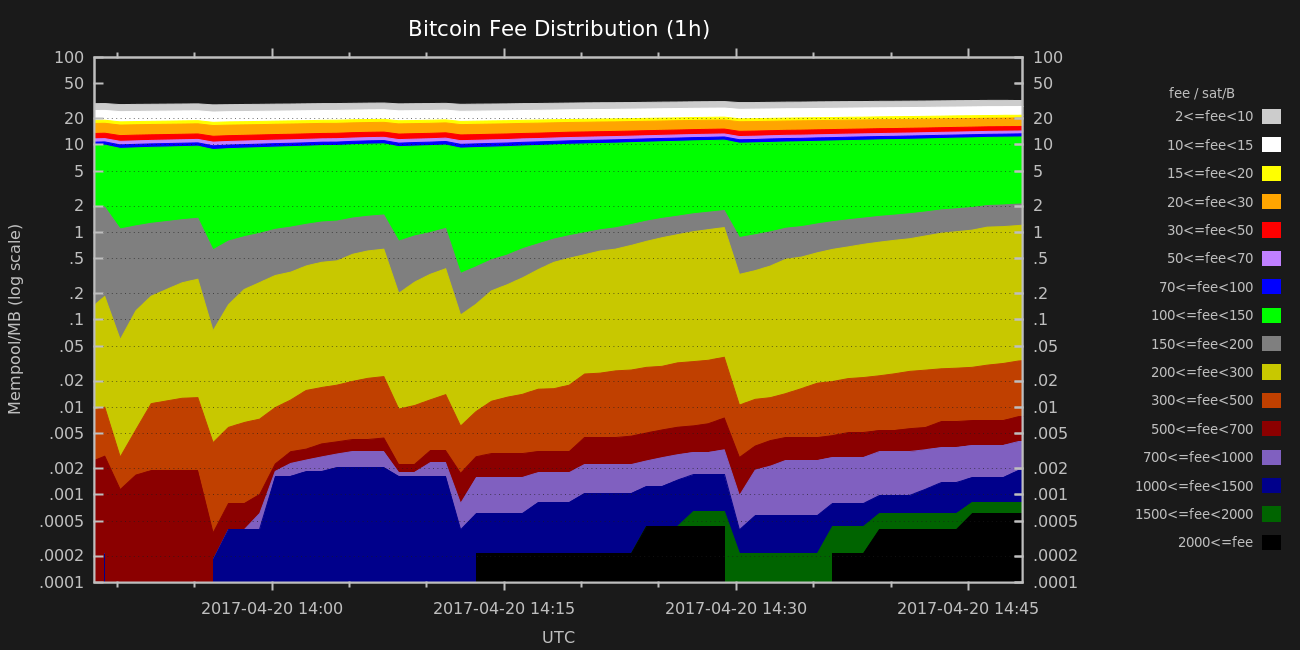 Bitcoin Fee Distribution (1h)
100 100
50 50
20 20
10 10
5 5
2 2
1 1
.5 .5
.2 .2
.1 .1
.05 .05
.02 .02
.01 .01
.005 .005
.002 .002
.001 .001
.0005 .0005
.0002 .0002
.0001 .0001
Mempool/MB (log scale)
2017-04-20 14:00 2017-04-20 14:15 2017-04-20 14:30 2017-04-20 14:45
UTC
fee / sat/B
2<=fee<10
10<=fee<15
15<=fee<20
20<=fee<30
30<=fee<50
50<=fee<70
70<=fee<100
100<=fee<150
150<=fee<200
200<=fee<300
300<=fee<500
500<=fee<700
700<=fee<1000
1000<=fee<1500
1500<=fee<2000
2000<=fee